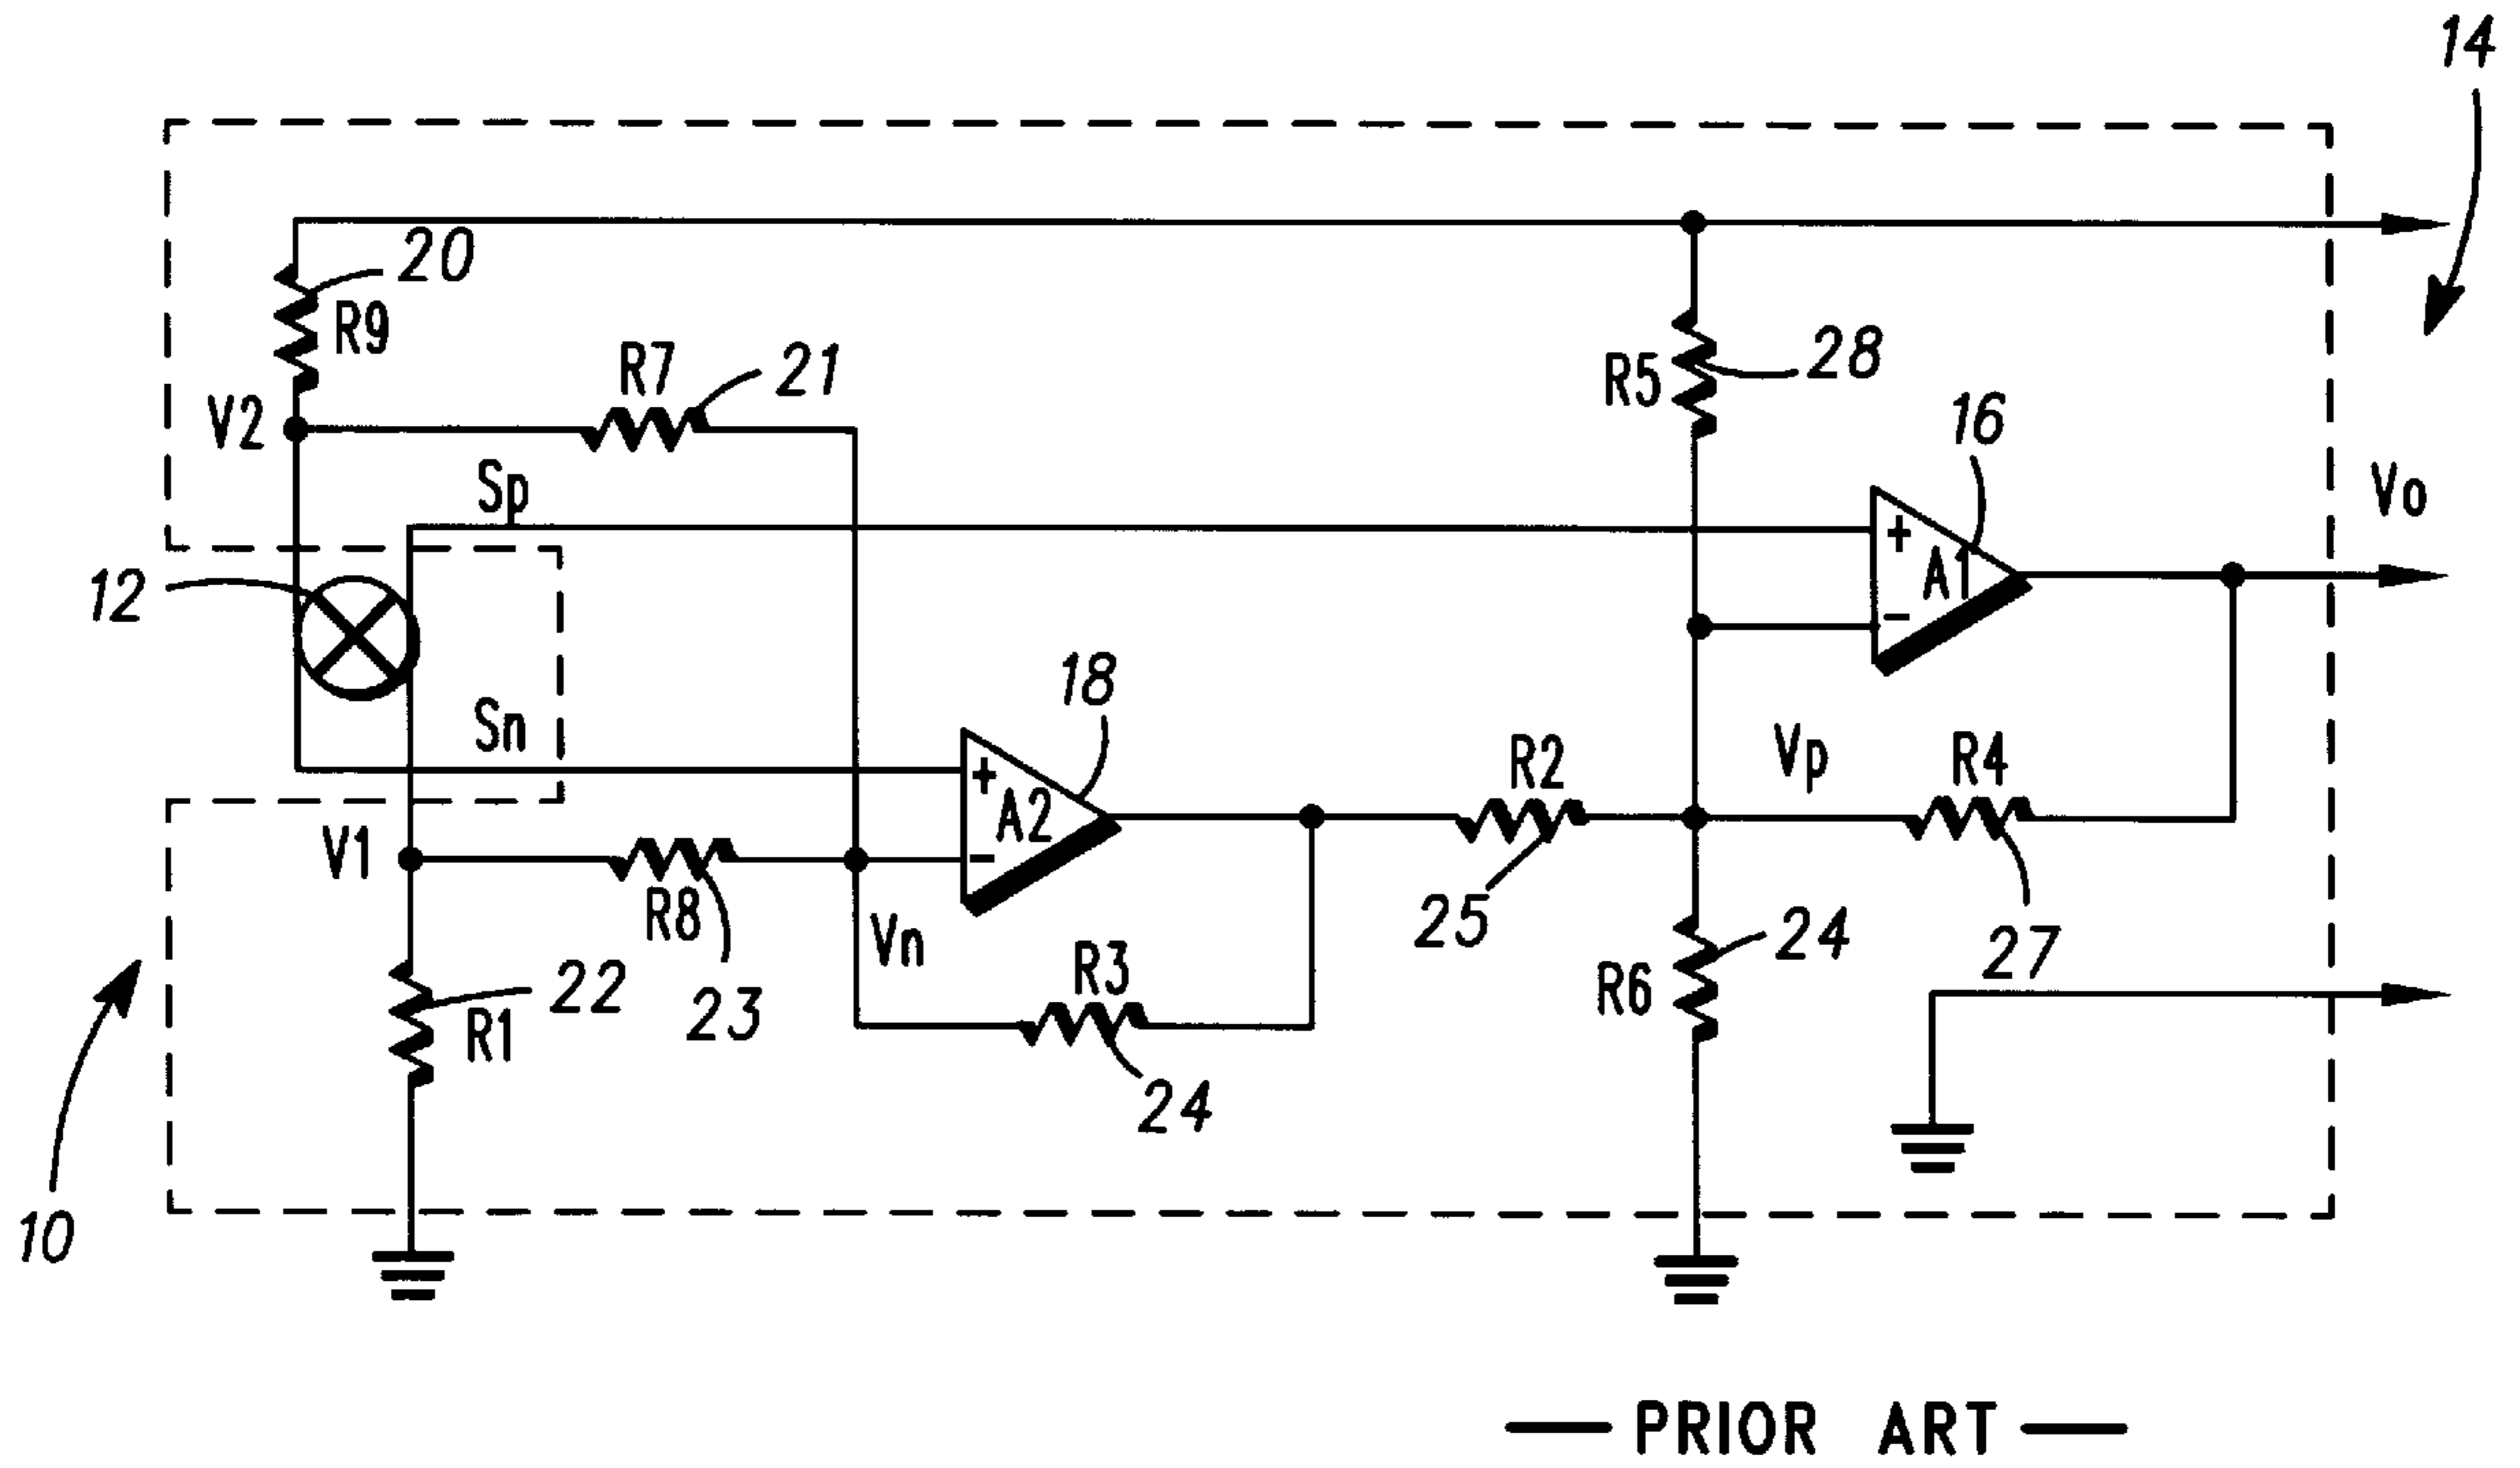 14
20
R9
R7
21
R5
28
V2
16
Sp
Vo
+
A1
-
12
18
Sn
+
A2
-
R2
Vp
R4
V1
R8
Vn
25
24
27
R3
R6
22
23
R1
24
10
— PRIOR ART —